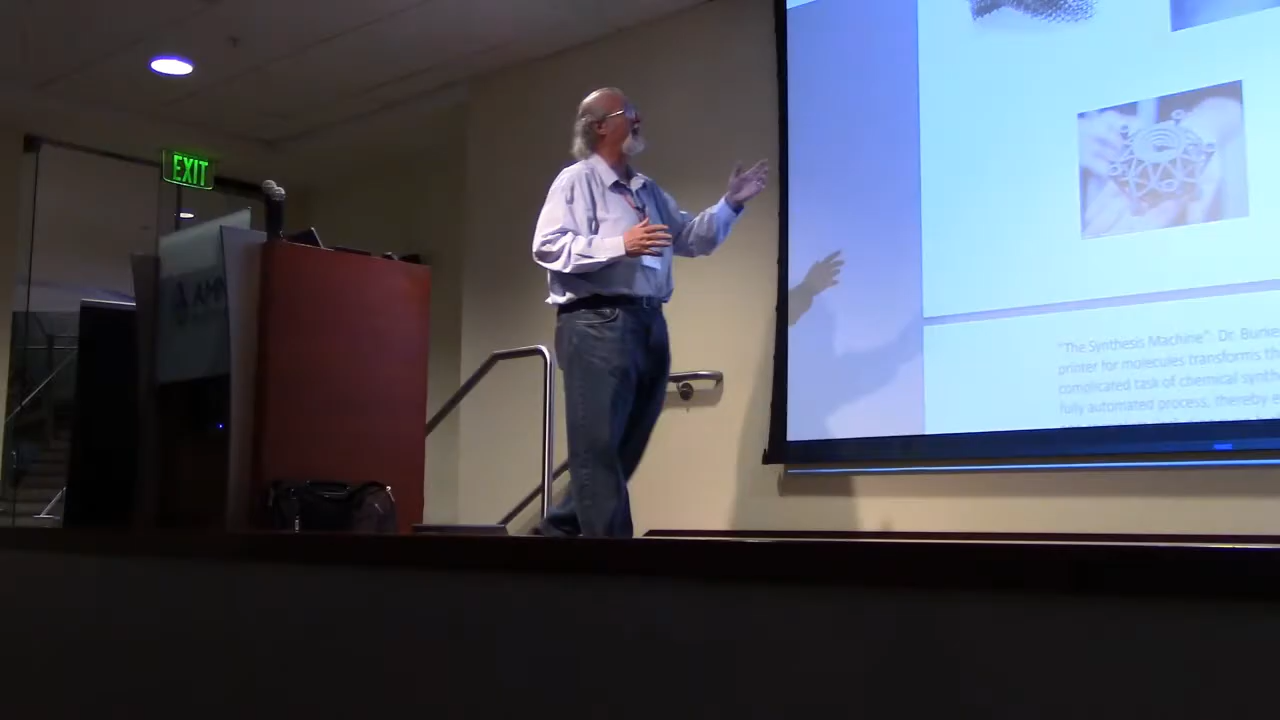 EXIT
AMN
"The Synthesis Machine": Dr. Burke
printer for molecules transforms th
complicated task of chemical synth
fully automated process, thereby e